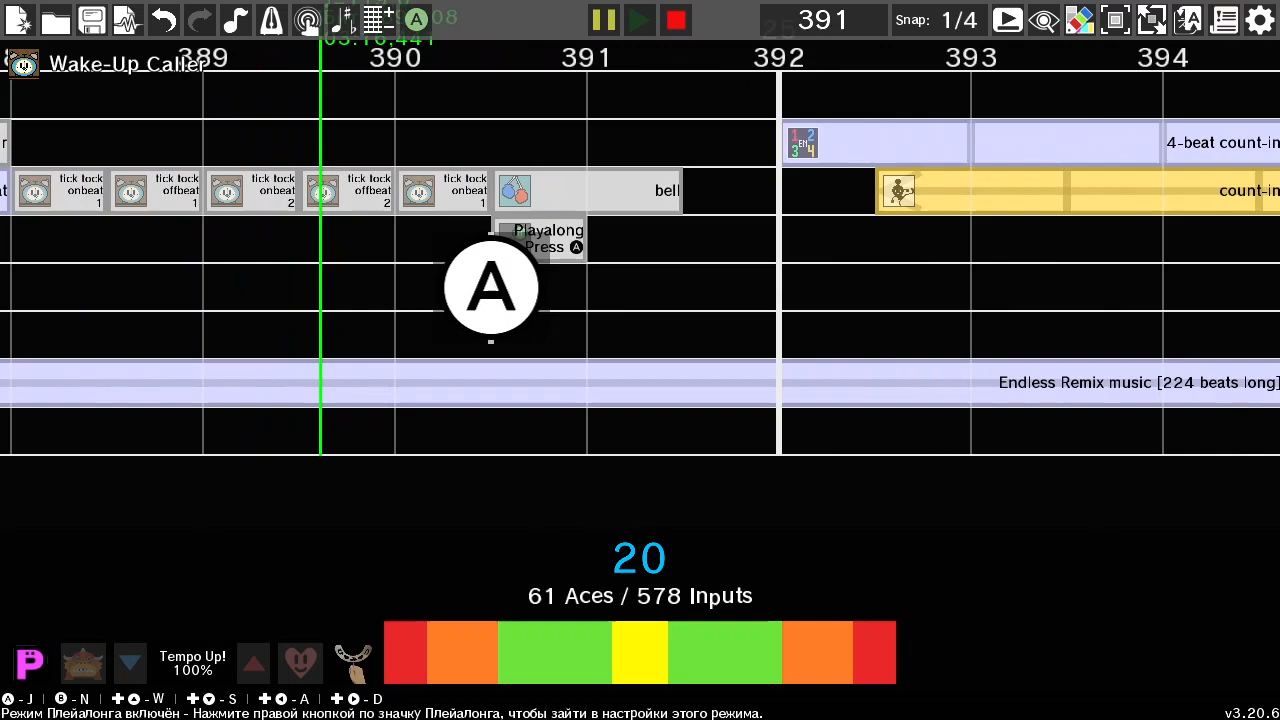 391
Snap: 1/4
Wake-Up Caller
389
390
391
392
393
394
4-beat count-in
tick tock onbeat 1
tick tock offbeat 1
tick tock onbeat 2
tick tock offbeat 2
tick tock onbeat 1
bell
count-in
Playalong
Press A
A
Endless Remix music [224 beats long]
20
61 Aces / 578 Inputs
P
Tempo Up!
100%
A - J | B - N | - W | - S | - A | - D
Режим Плейалонга включён - Нажмите правой кнопкой по значку Плейалонга, чтобы зайти в настройки этого режима.
v3.20.6